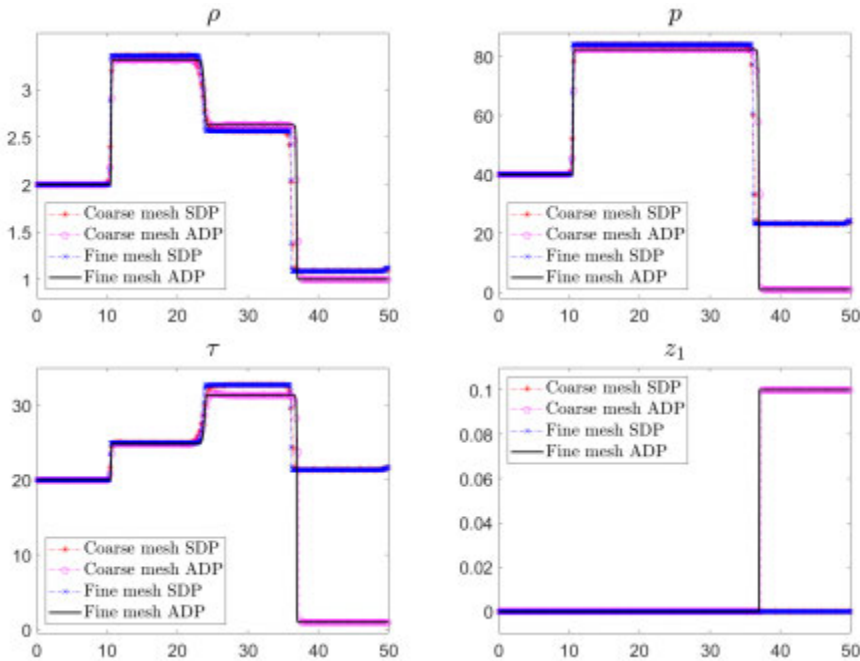 ρ
3
2.5
2
1.5
1
0 10 20 30 40 50
Coarse mesh SDP
Coarse mesh ADP
Fine mesh SDP
Fine mesh ADP
p
80
60
40
20
0
0 10 20 30 40 50
Coarse mesh SDP
Coarse mesh ADP
Fine mesh SDP
Fine mesh ADP
τ
30
20
10
0
0 10 20 30 40 50
Coarse mesh SDP
Coarse mesh ADP
Fine mesh SDP
Fine mesh ADP
z₁
0.1
0.08
0.06
0.04
0.02
0
0 10 20 30 40 50
Coarse mesh SDP
Coarse mesh ADP
Fine mesh SDP
Fine mesh ADP